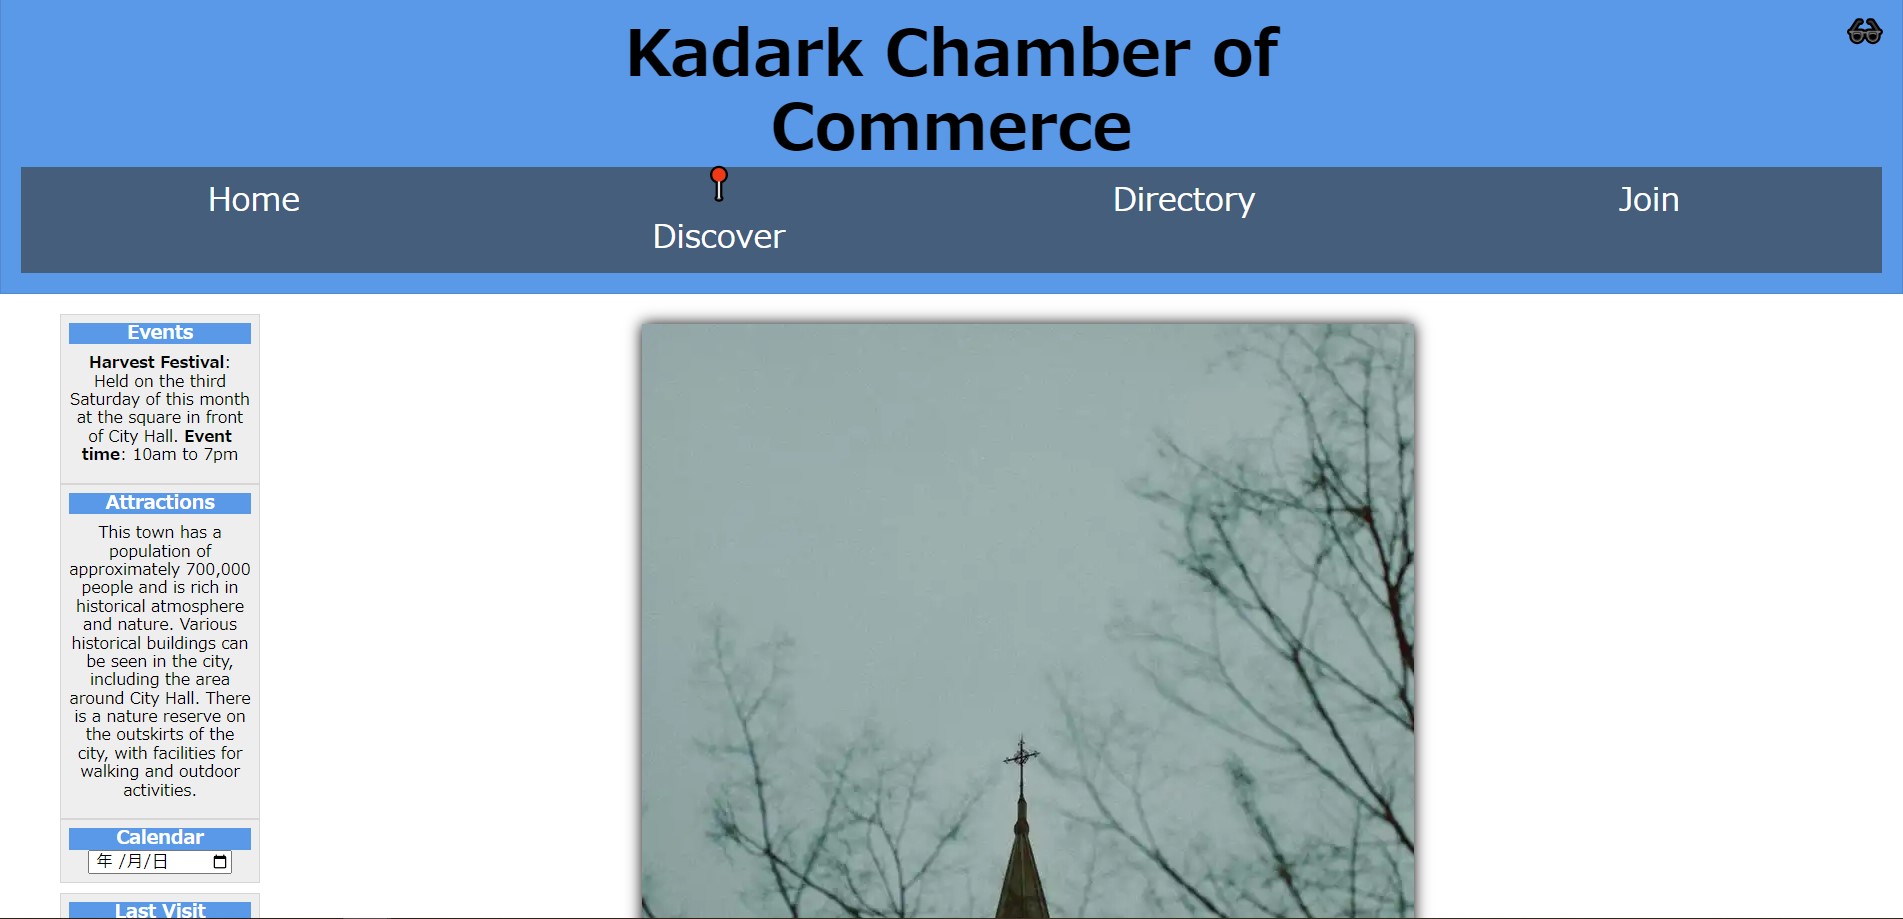 Kadark Chamber of
Commerce
Home
Discover
Directory
Join
Events
Harvest Festival:
Held on the third
Saturday of this month
at the square in front
of City Hall. Event
time: 10am to 7pm
Attractions
This town has a
population of
approximately 700,000
people and is rich in
historical atmosphere
and nature. Various
historical buildings can
be seen in the city,
including the area
around City Hall. There
is a nature reserve on
the outskirts of the
city, with facilities for
walking and outdoor
activities.
Calendar
年 /月/日
Last Visit